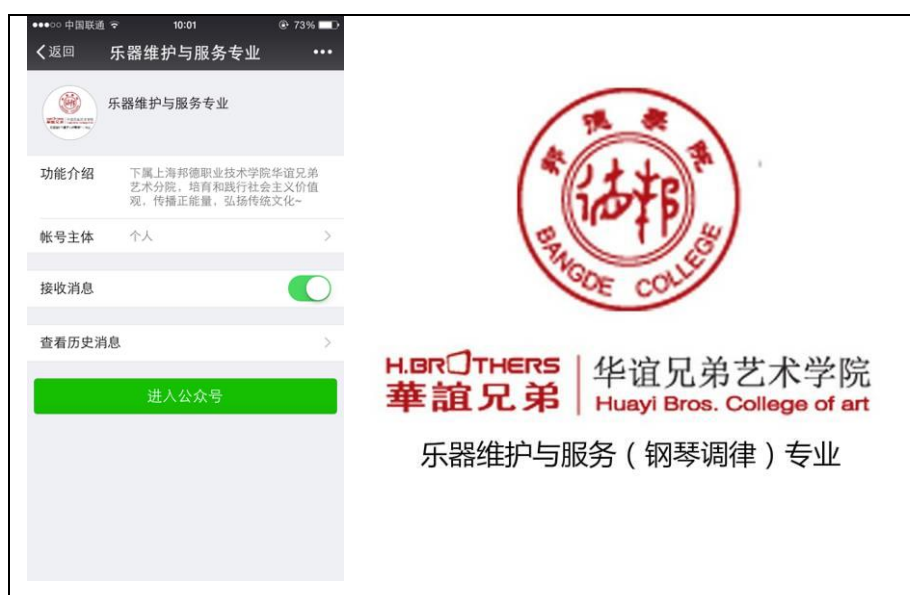 中国联通 10:01 73%
返回 乐器维护与服务专业
乐器维护与服务专业
功能介绍 下属上海邦德职业技术学院华谊兄弟
艺术分院，培育和践行社会主义价值
观，传播正能量，弘扬传统文化~
帐号主体 个人
接收消息
查看历史消息
进入公众号
邦德學院
德邦
BANGDE COLLEGE
H.BROTHERS
華誼兄弟
华谊兄弟艺术学院
Huayi Bros. College of art
乐器维护与服务（钢琴调律）专业